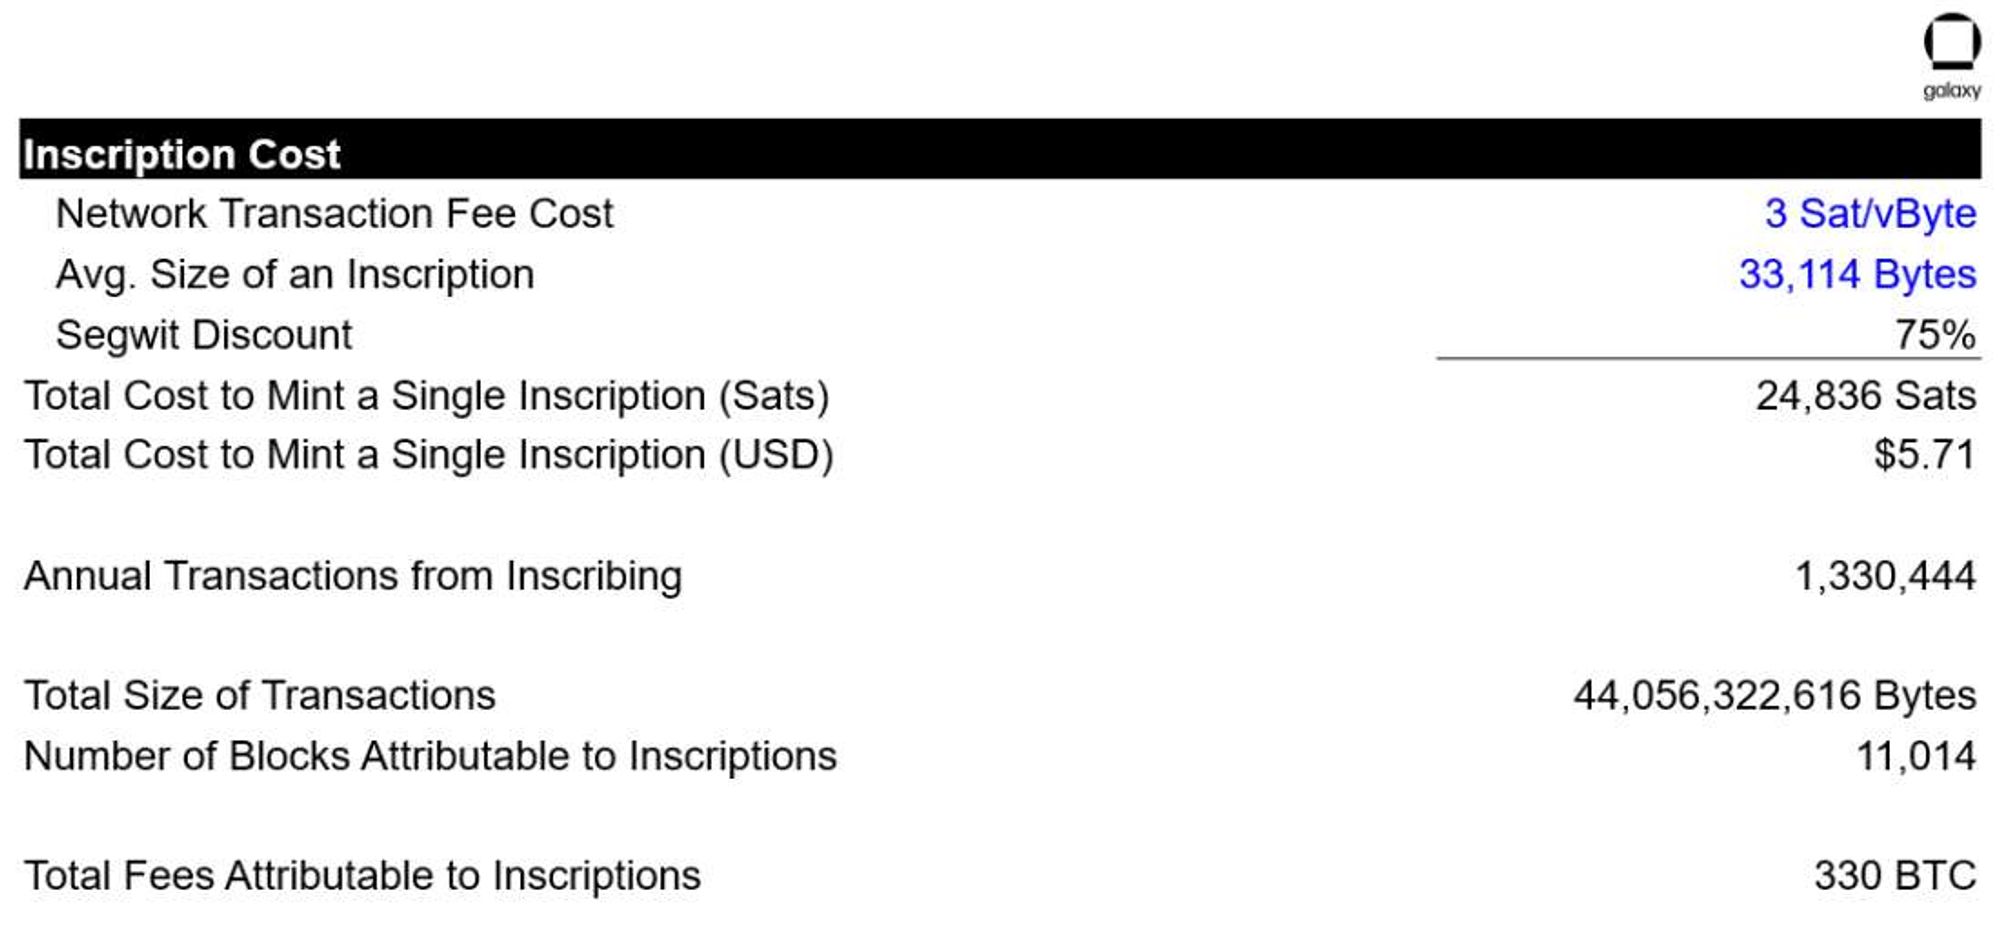 galaxy
Inscription Cost
Network Transaction Fee Cost 3 Sat/vByte
Avg. Size of an Inscription 33,114 Bytes
Segwit Discount 75%
Total Cost to Mint a Single Inscription (Sats) 24,836 Sats
Total Cost to Mint a Single Inscription (USD) $5.71
Annual Transactions from Inscribing 1,330,444
Total Size of Transactions 44,056,322,616 Bytes
Number of Blocks Attributable to Inscriptions 11,014
Total Fees Attributable to Inscriptions 330 BTC